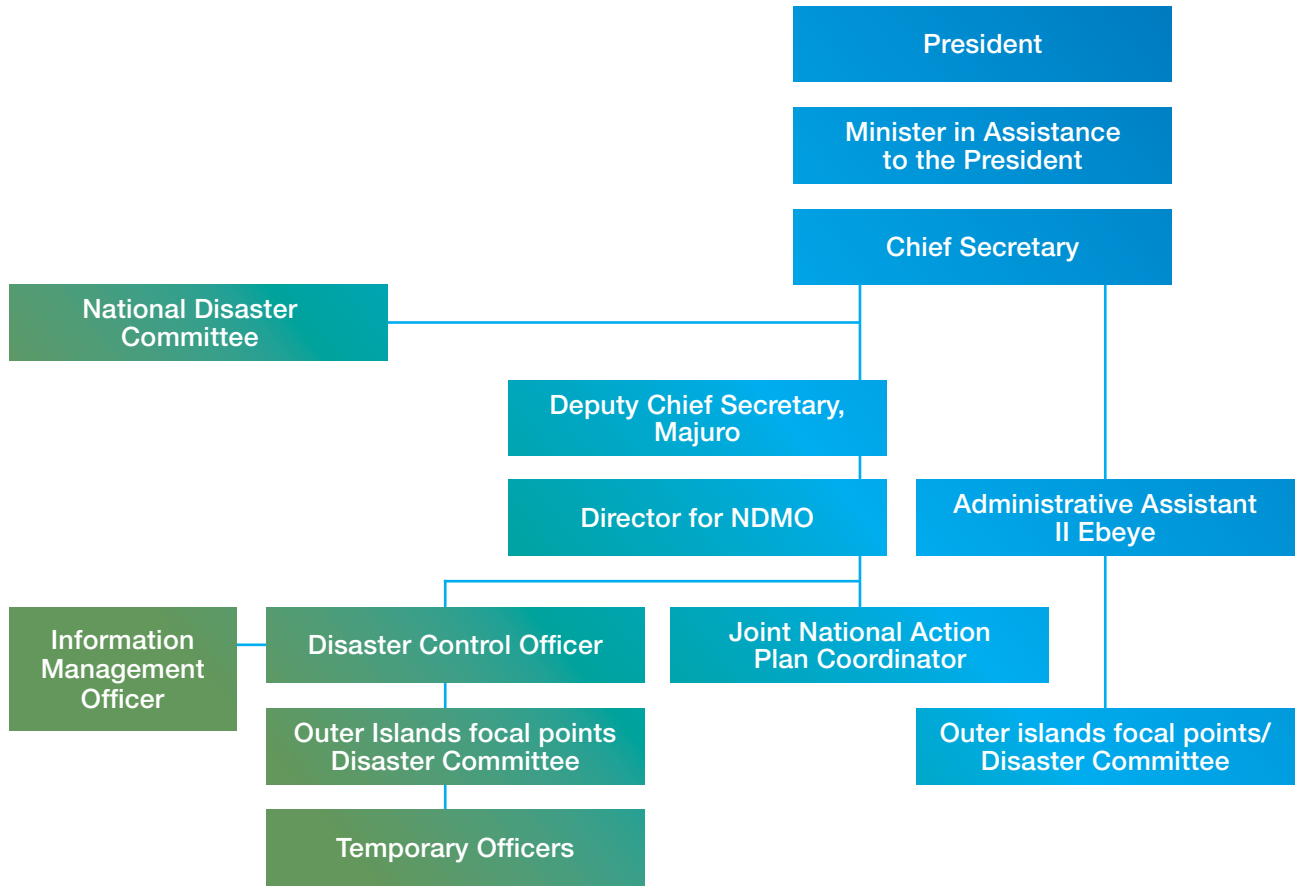 President
Minister in Assistance
to the President
Chief Secretary
National Disaster
Committee
Deputy Chief Secretary,
Majuro
Director for NDMO
Administrative Assistant
II Ebeye
Information
Management
Officer
Disaster Control Officer
Joint National Action
Plan Coordinator
Outer Islands focal points
Disaster Committee
Outer islands focal points/
Disaster Committee
Temporary Officers